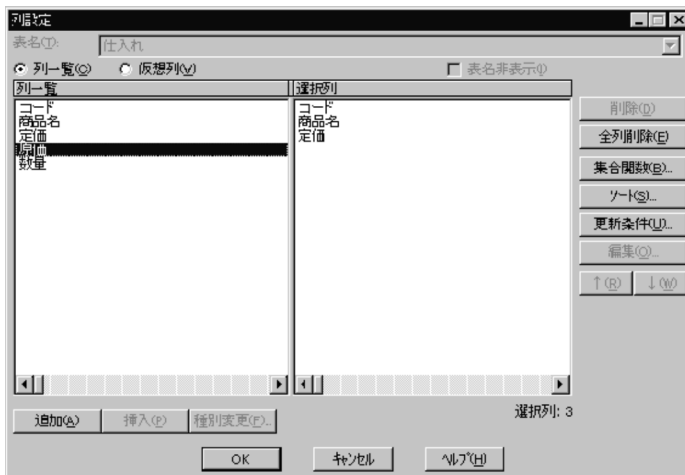 列設定
表名(T):
仕入れ
列一覧(C)
仮想列(V)
表名非表示(I)
列一覧
選択列
コード
商品名
定価
原価
数量
コード
商品名
定価
削除(D)
全列削除(E)
集合関数(B)...
ソート(S)...
更新条件(U)...
編集(O)...
↑(R)
↓(W)
選択列: 3
追加(A)
挿入(P)
種別変更(F)...
OK
キャンセル
ヘルプ(H)